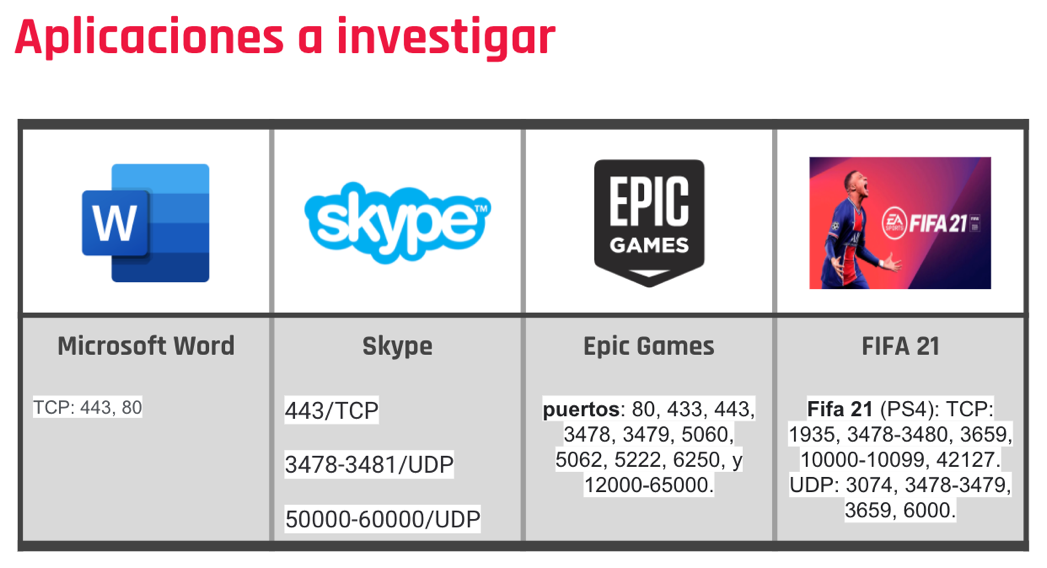 Aplicaciones a investigar
W
skype™
EPIC
GAMES
EA
SPORTS
FIFA 21
Microsoft Word
Skype
Epic Games
FIFA 21
TCP: 443, 80
443/TCP
3478-3481/UDP
50000-60000/UDP
puertos: 80, 433, 443,
3478, 3479, 5060,
5062, 5222, 6250, y
12000-65000.
Fifa 21 (PS4): TCP:
1935, 3478-3480, 3659,
10000-10099, 42127.
UDP: 3074, 3478-3479,
3659, 6000.